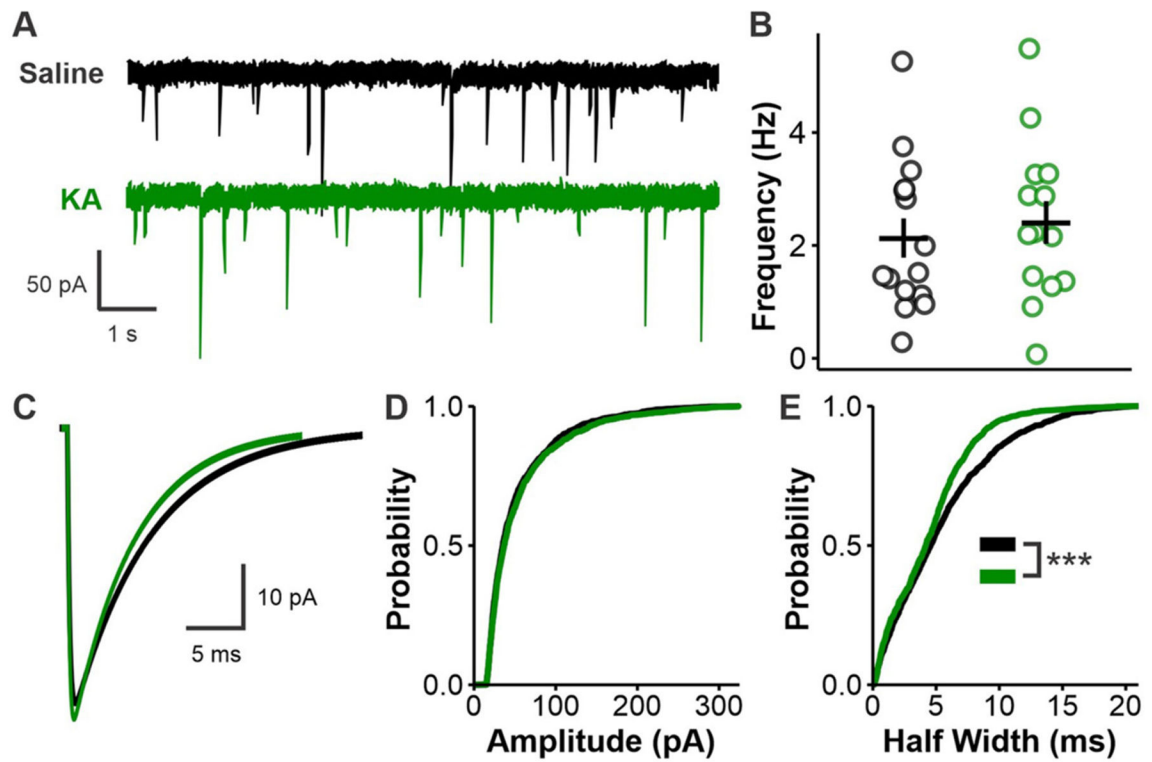 A
Saline
KA
50 pA
1 s
B
Frequency (Hz)
4
2
0
C
10 pA
5 ms
D
Probability
1.0
0.5
0.0
0 100 200 300
Amplitude (pA)
E
Probability
1.0
0.5
0.0
***
0 5 10 15 20
Half Width (ms)